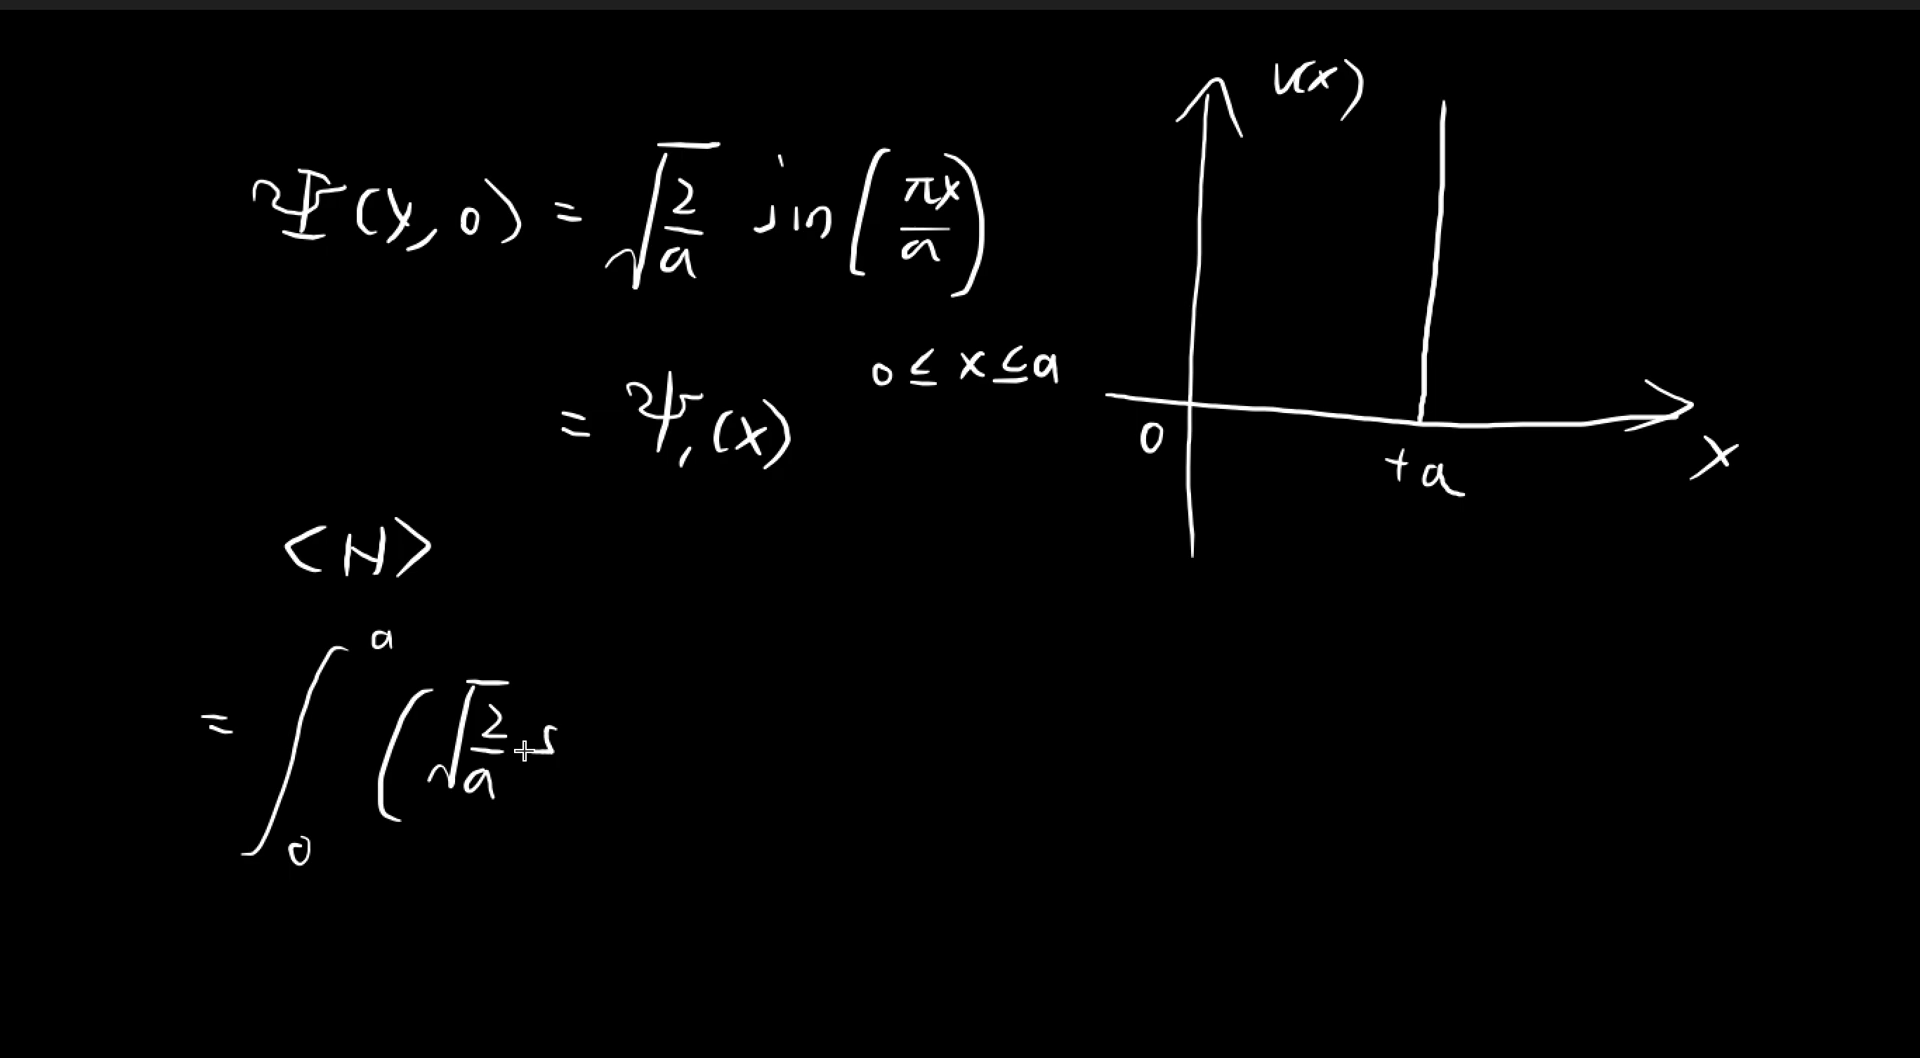 Ψ(x, 0) = √(2/a) sin(πx/a)
= ψ₁(x)
0 ≤ x ≤ a
<H>
= ∫₀ᵃ (√(2/a) s
V(x)
0
+a
x